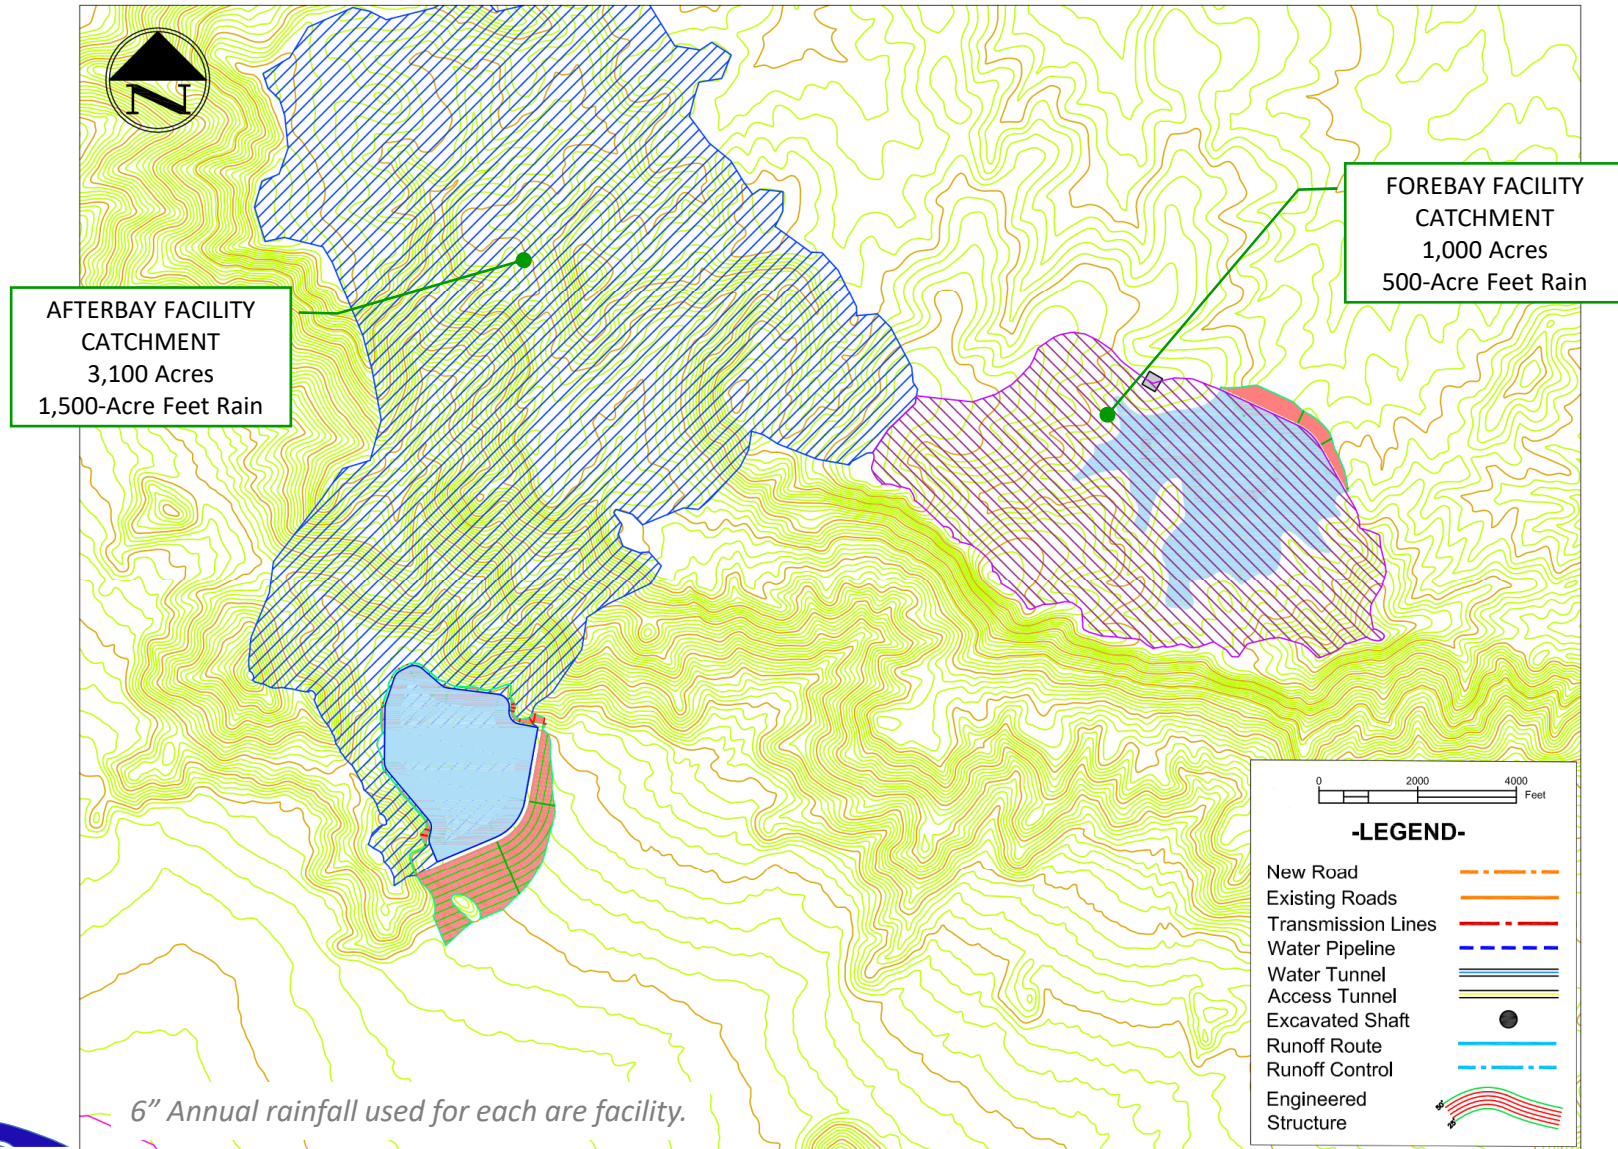 N
FOREBAY FACILITY
CATCHMENT
1,000 Acres
500-Acre Feet Rain
AFTERBAY FACILITY
CATCHMENT
3,100 Acres
1,500-Acre Feet Rain
0 2000 4000
Feet
-LEGEND-
New Road
Existing Roads
Transmission Lines
Water Pipeline
Water Tunnel
Access Tunnel
Excavated Shaft
Runoff Route
Runoff Control
Engineered
Structure
50'
25'
6” Annual rainfall used for each are facility.